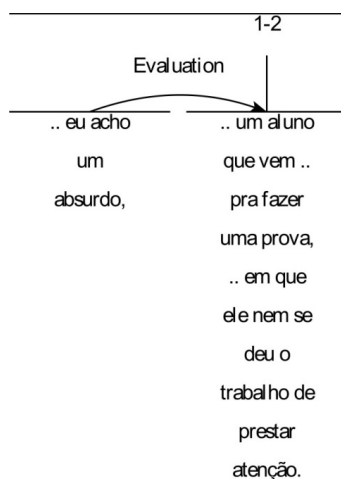 1-2
Evaluation
.. eu acho
um
absurdo,
.. um aluno
que vem ..
pra fazer
uma prova,
.. em que
ele nem se
deu o
trabalho de
prestar
atenção.